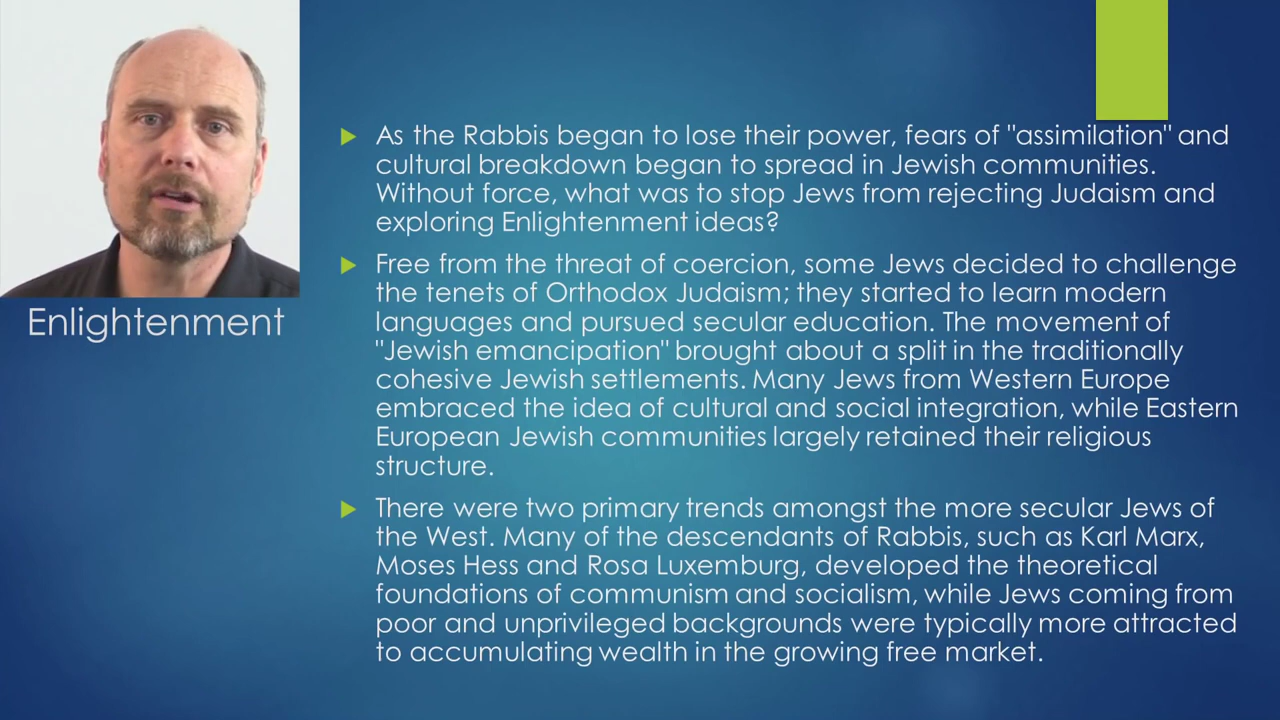 Enlightenment
As the Rabbis began to lose their power, fears of "assimilation" and
cultural breakdown began to spread in Jewish communities.
Without force, what was to stop Jews from rejecting Judaism and
exploring Enlightenment ideas?
Free from the threat of coercion, some Jews decided to challenge
the tenets of Orthodox Judaism; they started to learn modern
languages and pursued secular education. The movement of
"Jewish emancipation" brought about a split in the traditionally
cohesive Jewish settlements. Many Jews from Western Europe
embraced the idea of cultural and social integration, while Eastern
European Jewish communities largely retained their religious
structure.
There were two primary trends amongst the more secular Jews of
the West. Many of the descendants of Rabbis, such as Karl Marx,
Moses Hess and Rosa Luxemburg, developed the theoretical
foundations of communism and socialism, while Jews coming from
poor and unprivileged backgrounds were typically more attracted
to accumulating wealth in the growing free market.